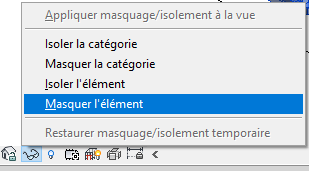 Appliquer masquage/isolement à la vue
Isoler la catégorie
Masquer la catégorie
Isoler l'élément
Masquer l'élément
Restaurer masquage/isolement temporaire